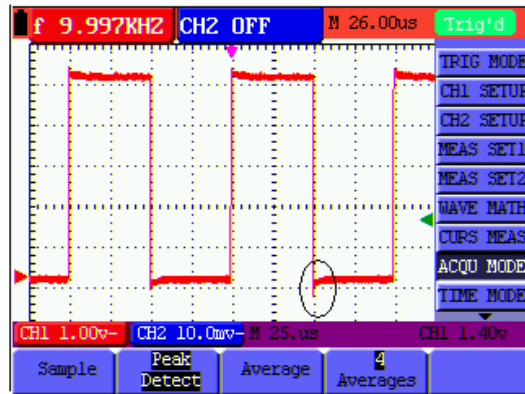 f 9.997KHZ CH2 OFF M 26.00us Trig'd
TRIG MODE
CH1 SETUP
CH2 SETUP
MEAS SET1
MEAS SET2
WAVE MATH
CURS MEAS
ACQU MODE
TIME MODE
CH1 1.00v- CH2 10.0mv- M 25.us CH1 1.40v
Sample Peak Detect Average 4 Averages